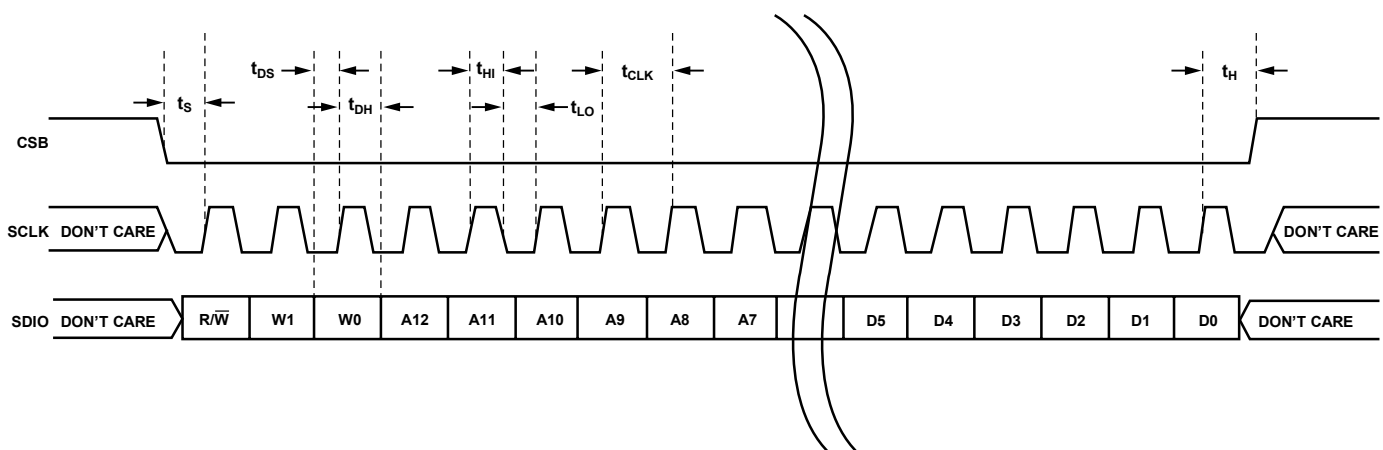 tDS
tHI
tCLK
tH
tS
tDH
tLO
CSB
SCLK DON'T CARE
DON'T CARE
SDIO DON'T CARE R/W̅ W1 W0 A12 A11 A10 A9 A8 A7 D5 D4 D3 D2 D1 D0 DON'T CARE